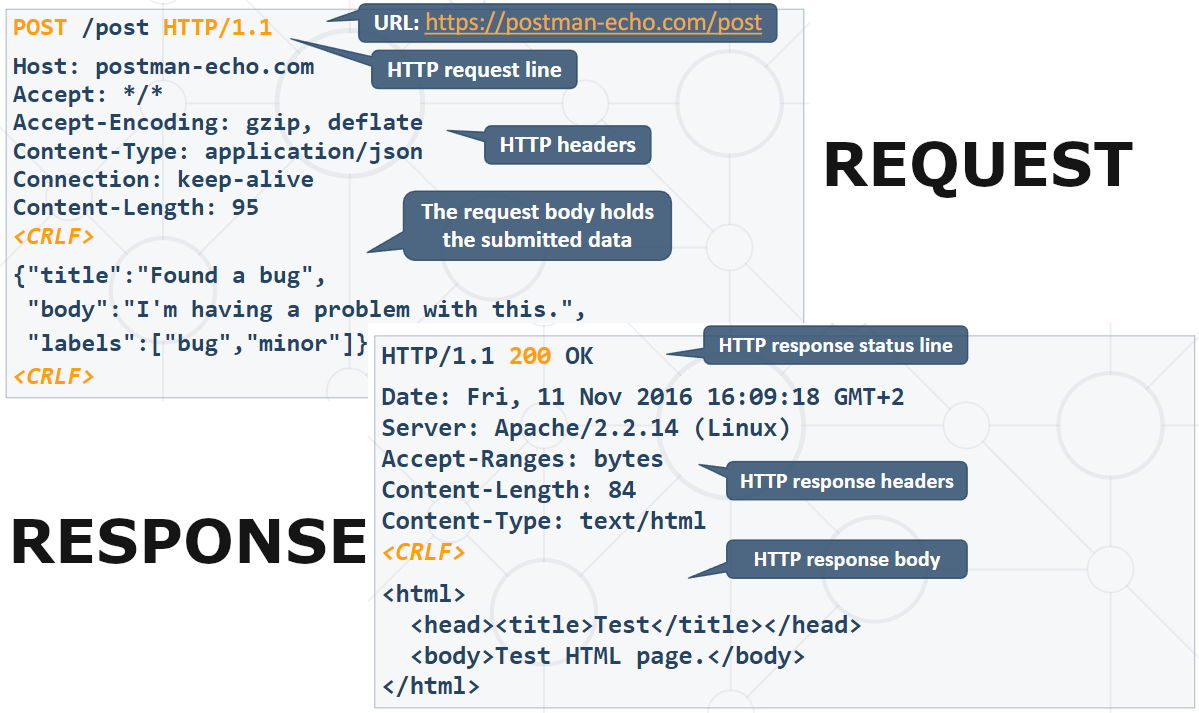 POST /post HTTP/1.1
URL: https://postman-echo.com/post
HTTP request line
Host: postman-echo.com
Accept: */*
Accept-Encoding: gzip, deflate
HTTP headers
Content-Type: application/json
Connection: keep-alive
Content-Length: 95
The request body holds
the submitted data
<CRLF>
{"title":"Found a bug",
"body":"I'm having a problem with this.",
"labels":["bug","minor"]}
<CRLF>
REQUEST
RESPONSE
HTTP/1.1 200 OK
HTTP response status line
Date: Fri, 11 Nov 2016 16:09:18 GMT+2
Server: Apache/2.2.14 (Linux)
Accept-Ranges: bytes
HTTP response headers
Content-Length: 84
Content-Type: text/html
<CRLF>
HTTP response body
<html>
<head><title>Test</title></head>
<body>Test HTML page.</body>
</html>